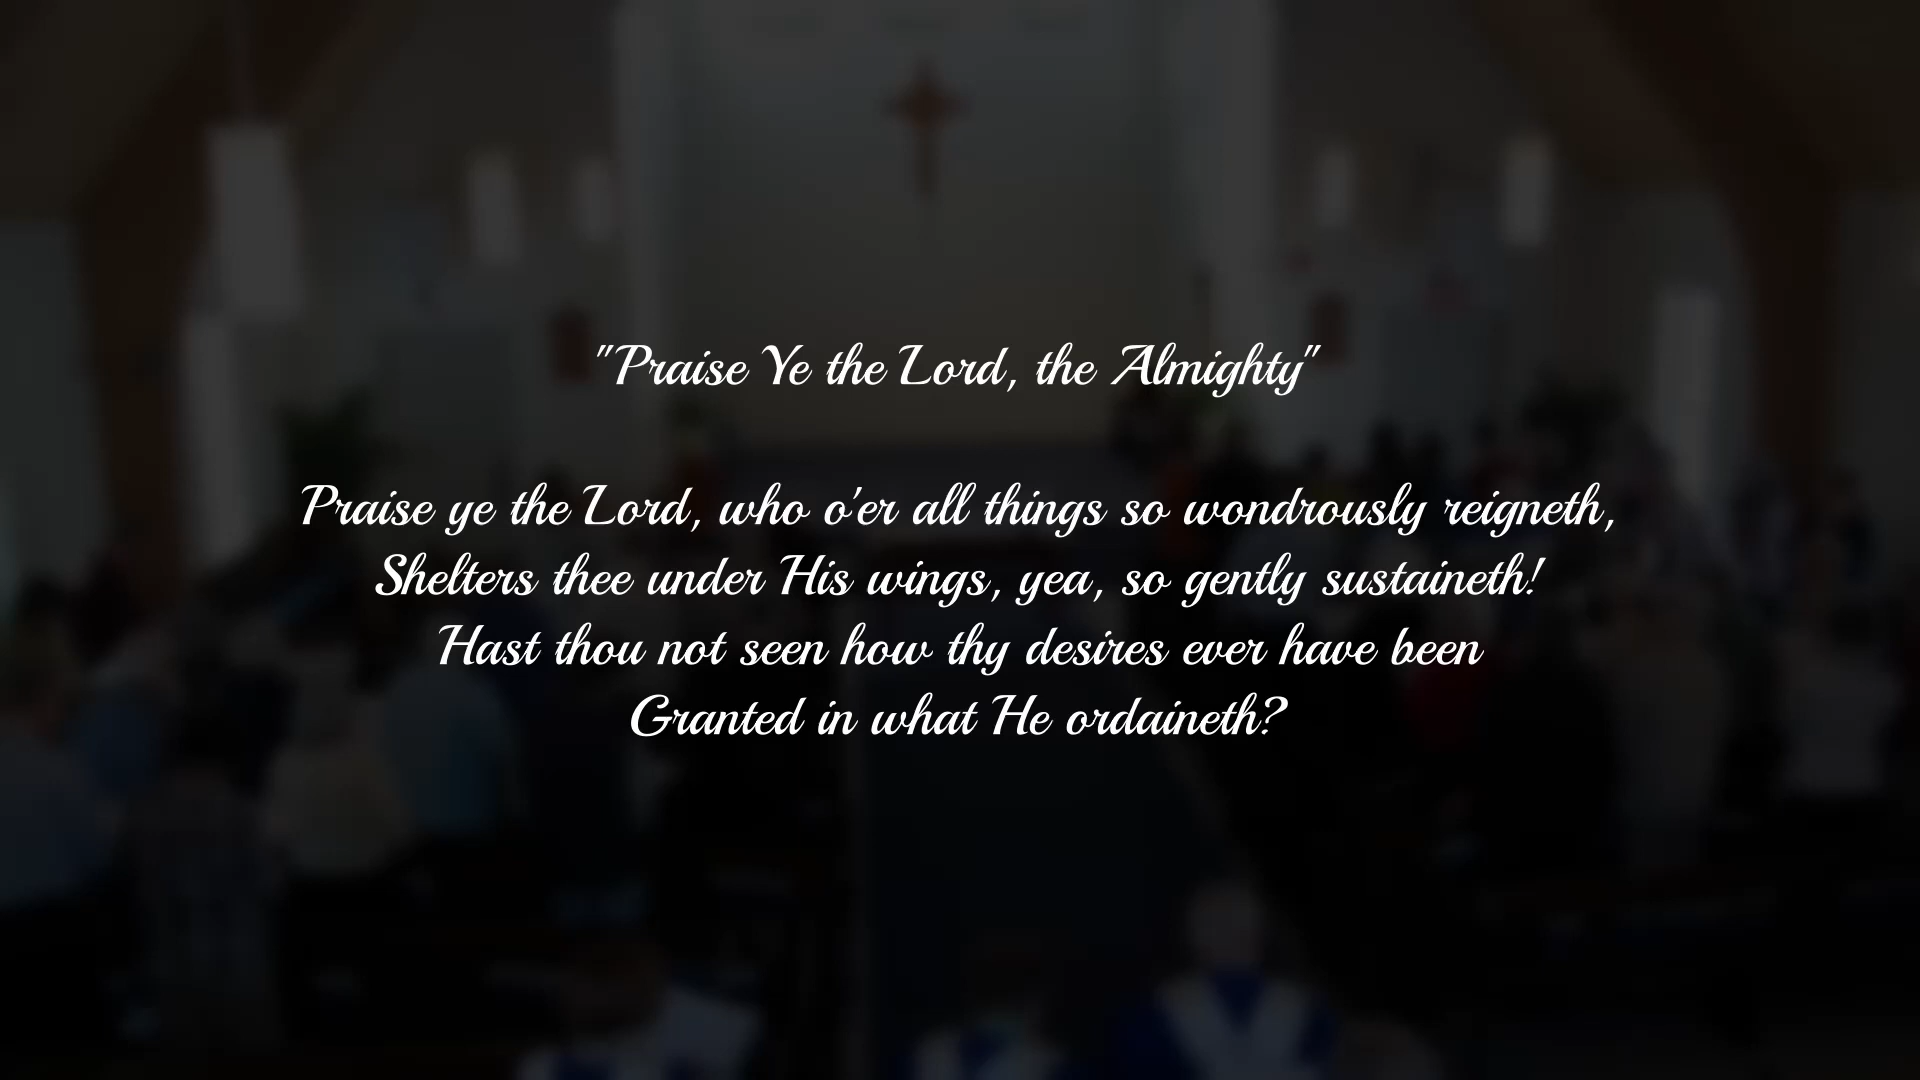 "Praise Ye the Lord, the Almighty"
Praise ye the Lord, who o'er all things so wondrously reigneth,
Shelters thee under His wings, yea, so gently sustaineth!
Hast thou not seen how thy desires ever have been
Granted in what He ordaineth?